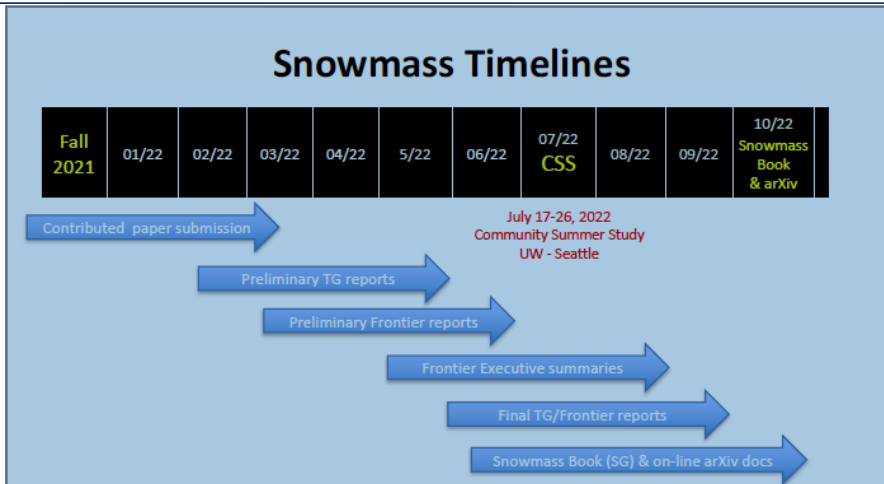 Snowmass Timelines
Fall
2021
01/22
02/22
03/22
04/22
5/22
06/22
07/22
CSS
08/22
09/22
10/22
Snowmass
Book
& arXiv
July 17-26, 2022
Community Summer Study
UW - Seattle
Contributed paper submission
Preliminary TG reports
Preliminary Frontier reports
Frontier Executive summaries
Final TG/Frontier reports
Snowmass Book (SG) & on-line arXiv docs